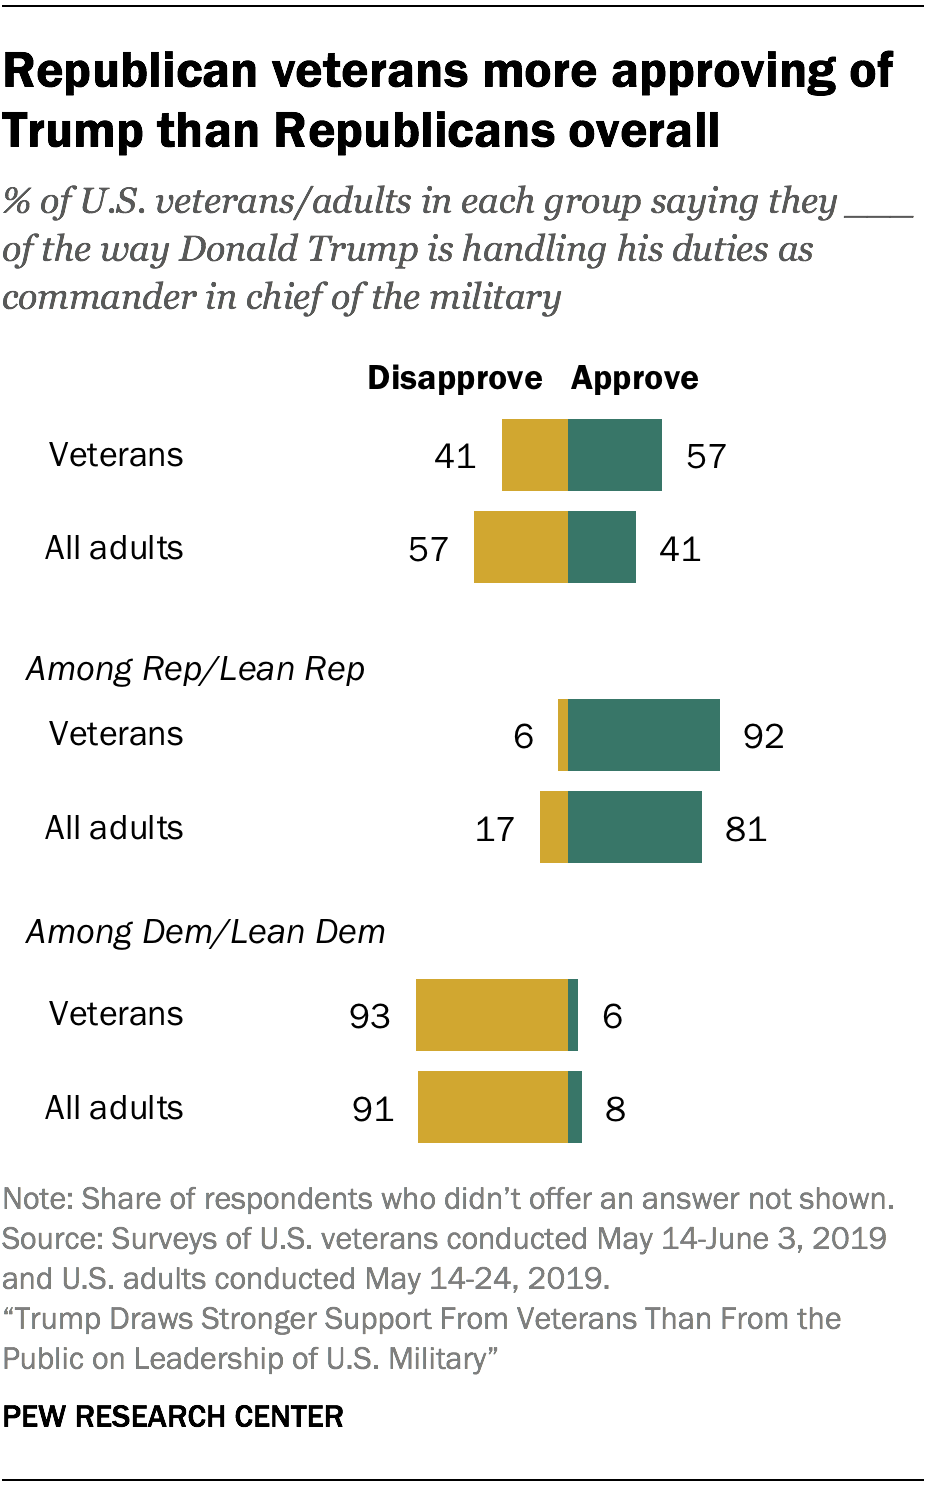 Republican veterans more approving of
Trump than Republicans overall
% of U.S. veterans/adults in each group saying they ___
of the way Donald Trump is handling his duties as
commander in chief of the military
Disapprove Approve
Veterans 41 57
All adults 57 41
Among Rep/Lean Rep
Veterans 6 92
All adults 17 81
Among Dem/Lean Dem
Veterans 93 6
All adults 91 8
Note: Share of respondents who didn’t offer an answer not shown.
Source: Surveys of U.S. veterans conducted May 14-June 3, 2019
and U.S. adults conducted May 14-24, 2019.
“Trump Draws Stronger Support From Veterans Than From the
Public on Leadership of U.S. Military”
PEW RESEARCH CENTER